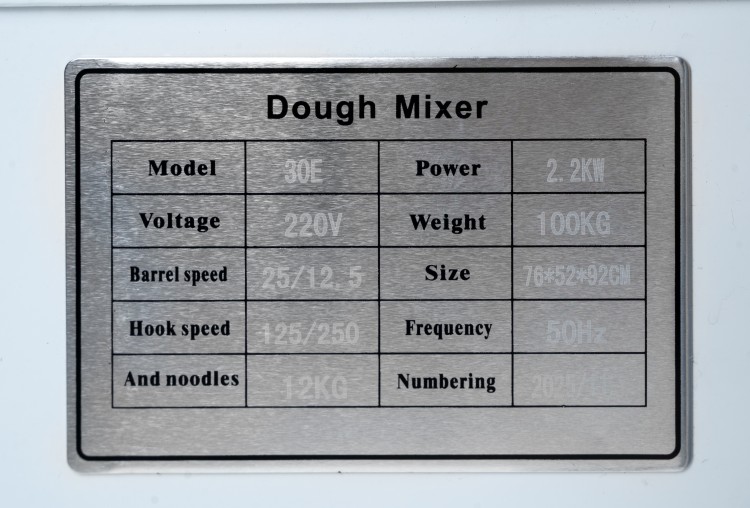 Dough Mixer
Model 30E Power 2.2KW
Voltage 220V Weight 100KG
Barrel speed 25/12.5 Size 76*52*92CM
Hook speed 125/250 Frequency 50Hz
And noodles 12KG Numbering